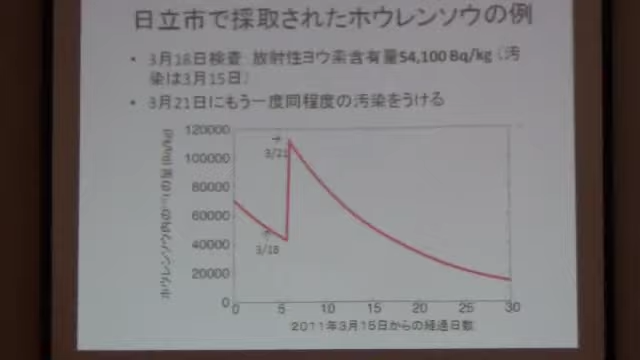 日立市で採取されたホウレンソウの例
• 3月18日検査 放射性ヨウ素含有量54,100 Bq/kg (汚
染は3月15日)
• 3月21日にもう一度同程度の汚染をうける
120000
100000
80000
60000
40000
20000
0
3/21
3/18
0 5 10 15 20 25 30
2011年3月15日からの経過日数